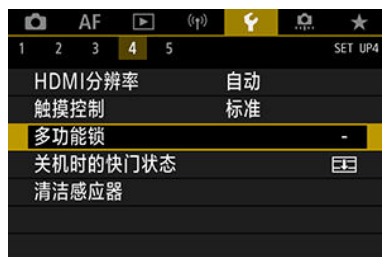 AF
1 2 3 4 5 SET UP4
HDMI分辨率 自动
触摸控制 标准
多功能锁 -
关机时的快门状态
清洁感应器